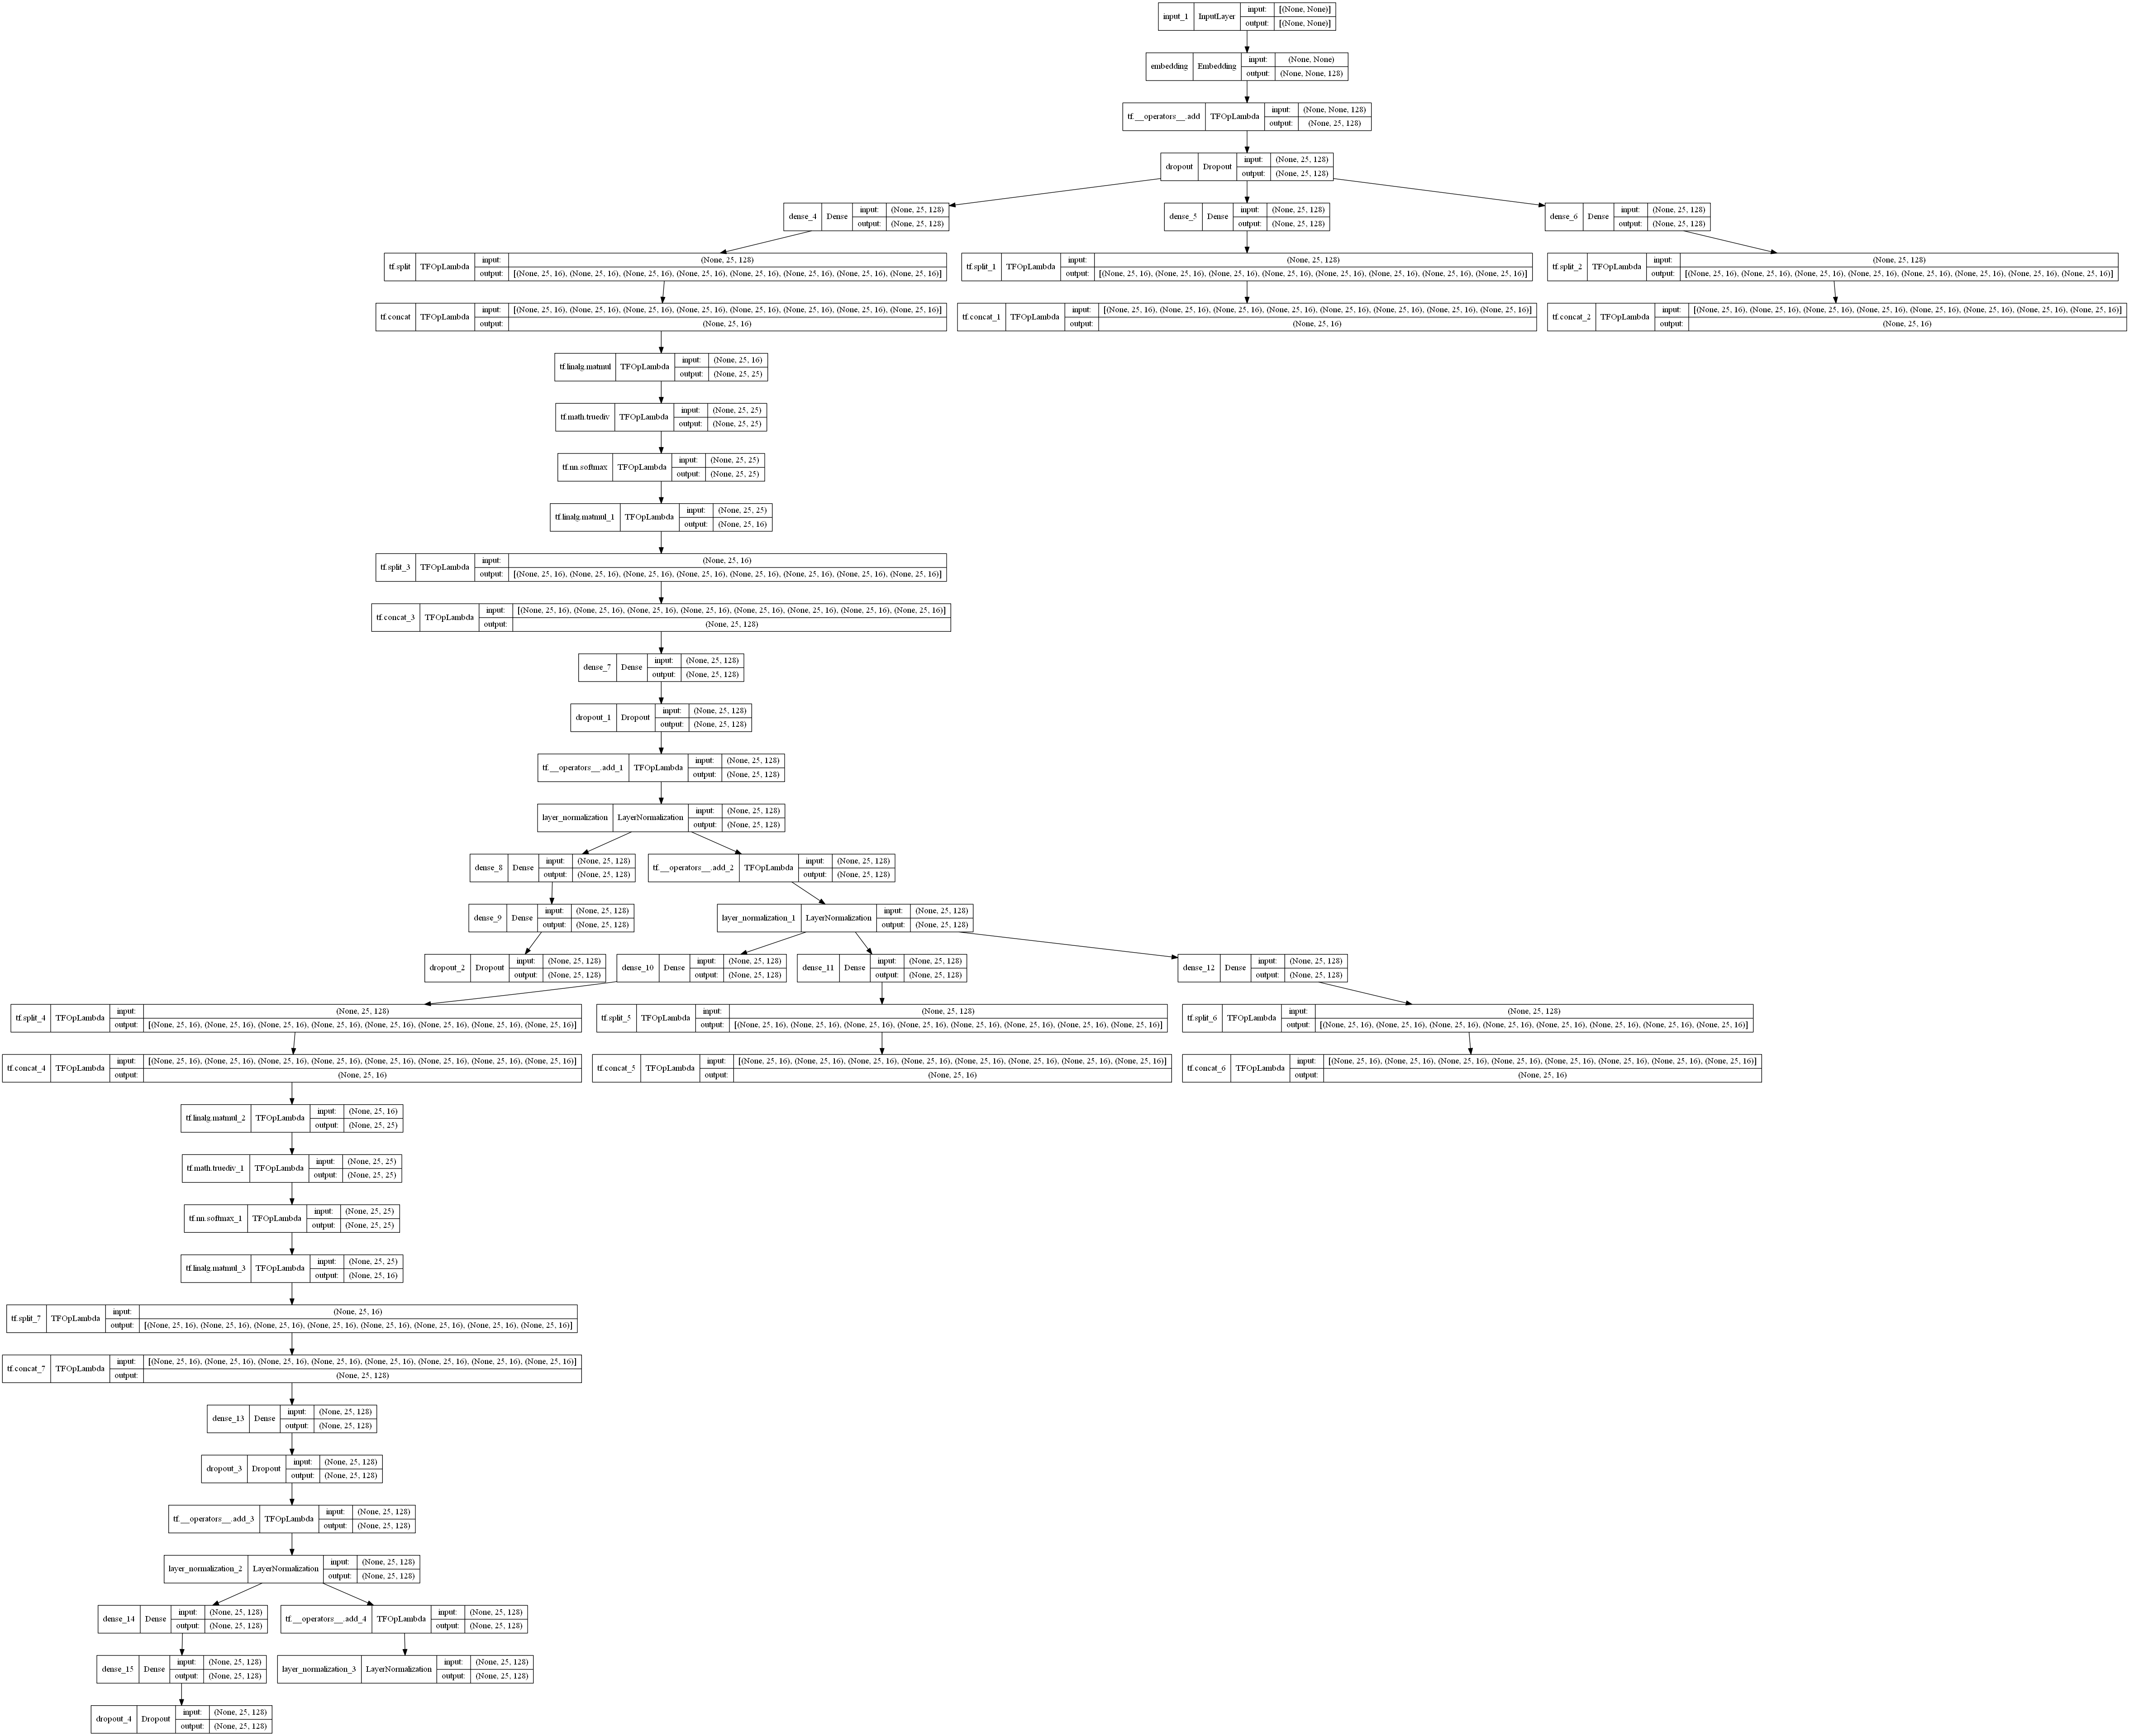 input_1 InputLayer input: [(None, None)]
output: [(None, None)]
embedding Embedding input: (None, None)
output: (None, None, 128)
tf.__operators__.add TFOpLambda input: (None, None, 128)
output: (None, 25, 128)
dropout Dropout input: (None, 25, 128)
output: (None, 25, 128)
dense_4 Dense input: (None, 25, 128)
output: (None, 25, 128)
dense_5 Dense input: (None, 25, 128)
output: (None, 25, 128)
dense_6 Dense input: (None, 25, 128)
output: (None, 25, 128)
tf.split TFOpLambda input: (None, 25, 128)
output: [(None, 25, 16), (None, 25, 16), (None, 25, 16), (None, 25, 16), (None, 25, 16), (None, 25, 16), (None, 25, 16), (None, 25, 16)]
tf.split_1 TFOpLambda input: (None, 25, 128)
output: [(None, 25, 16), (None, 25, 16), (None, 25, 16), (None, 25, 16), (None, 25, 16), (None, 25, 16), (None, 25, 16), (None, 25, 16)]
tf.split_2 TFOpLambda input: (None, 25, 128)
output: [(None, 25, 16), (None, 25, 16), (None, 25, 16), (None, 25, 16), (None, 25, 16), (None, 25, 16), (None, 25, 16), (None, 25, 16)]
tf.concat TFOpLambda input: [(None, 25, 16), (None, 25, 16), (None, 25, 16), (None, 25, 16), (None, 25, 16), (None, 25, 16), (None, 25, 16), (None, 25, 16)]
output: (None, 25, 16)
tf.concat_1 TFOpLambda input: [(None, 25, 16), (None, 25, 16), (None, 25, 16), (None, 25, 16), (None, 25, 16), (None, 25, 16), (None, 25, 16), (None, 25, 16)]
output: (None, 25, 16)
tf.concat_2 TFOpLambda input: [(None, 25, 16), (None, 25, 16), (None, 25, 16), (None, 25, 16), (None, 25, 16), (None, 25, 16), (None, 25, 16), (None, 25, 16)]
output: (None, 25, 16)
tf.linalg.matmul TFOpLambda input: (None, 25, 16)
output: (None, 25, 25)
tf.math.truediv TFOpLambda input: (None, 25, 25)
output: (None, 25, 25)
tf.nn.softmax TFOpLambda input: (None, 25, 25)
output: (None, 25, 25)
tf.linalg.matmul_1 TFOpLambda input: (None, 25, 25)
output: (None, 25, 16)
tf.split_3 TFOpLambda input: (None, 25, 16)
output: [(None, 25, 16), (None, 25, 16), (None, 25, 16), (None, 25, 16), (None, 25, 16), (None, 25, 16), (None, 25, 16), (None, 25, 16)]
tf.concat_3 TFOpLambda input: [(None, 25, 16), (None, 25, 16), (None, 25, 16), (None, 25, 16), (None, 25, 16), (None, 25, 16), (None, 25, 16), (None, 25, 16)]
output: (None, 25, 128)
dense_7 Dense input: (None, 25, 128)
output: (None, 25, 128)
dropout_1 Dropout input: (None, 25, 128)
output: (None, 25, 128)
tf.__operators__.add_1 TFOpLambda input: (None, 25, 128)
output: (None, 25, 128)
layer_normalization LayerNormalization input: (None, 25, 128)
output: (None, 25, 128)
dense_8 Dense input: (None, 25, 128)
output: (None, 25, 128)
tf.__operators__.add_2 TFOpLambda input: (None, 25, 128)
output: (None, 25, 128)
dense_9 Dense input: (None, 25, 128)
output: (None, 25, 128)
layer_normalization_1 LayerNormalization input: (None, 25, 128)
output: (None, 25, 128)
dropout_2 Dropout input: (None, 25, 128)
output: (None, 25, 128)
dense_10 Dense input: (None, 25, 128)
output: (None, 25, 128)
dense_11 Dense input: (None, 25, 128)
output: (None, 25, 128)
dense_12 Dense input: (None, 25, 128)
output: (None, 25, 128)
tf.split_4 TFOpLambda input: (None, 25, 128)
output: [(None, 25, 16), (None, 25, 16), (None, 25, 16), (None, 25, 16), (None, 25, 16), (None, 25, 16), (None, 25, 16), (None, 25, 16)]
tf.split_5 TFOpLambda input: (None, 25, 128)
output: [(None, 25, 16), (None, 25, 16), (None, 25, 16), (None, 25, 16), (None, 25, 16), (None, 25, 16), (None, 25, 16), (None, 25, 16)]
tf.split_6 TFOpLambda input: (None, 25, 128)
output: [(None, 25, 16), (None, 25, 16), (None, 25, 16), (None, 25, 16), (None, 25, 16), (None, 25, 16), (None, 25, 16), (None, 25, 16)]
tf.concat_4 TFOpLambda input: [(None, 25, 16), (None, 25, 16), (None, 25, 16), (None, 25, 16), (None, 25, 16), (None, 25, 16), (None, 25, 16), (None, 25, 16)]
output: (None, 25, 16)
tf.concat_5 TFOpLambda input: [(None, 25, 16), (None, 25, 16), (None, 25, 16), (None, 25, 16), (None, 25, 16), (None, 25, 16), (None, 25, 16), (None, 25, 16)]
output: (None, 25, 16)
tf.concat_6 TFOpLambda input: [(None, 25, 16), (None, 25, 16), (None, 25, 16), (None, 25, 16), (None, 25, 16), (None, 25, 16), (None, 25, 16), (None, 25, 16)]
output: (None, 25, 16)
tf.linalg.matmul_2 TFOpLambda input: (None, 25, 16)
output: (None, 25, 25)
tf.math.truediv_1 TFOpLambda input: (None, 25, 25)
output: (None, 25, 25)
tf.nn.softmax_1 TFOpLambda input: (None, 25, 25)
output: (None, 25, 25)
tf.linalg.matmul_3 TFOpLambda input: (None, 25, 25)
output: (None, 25, 16)
tf.split_7 TFOpLambda input: (None, 25, 16)
output: [(None, 25, 16), (None, 25, 16), (None, 25, 16), (None, 25, 16), (None, 25, 16), (None, 25, 16), (None, 25, 16), (None, 25, 16)]
tf.concat_7 TFOpLambda input: [(None, 25, 16), (None, 25, 16), (None, 25, 16), (None, 25, 16), (None, 25, 16), (None, 25, 16), (None, 25, 16), (None, 25, 16)]
output: (None, 25, 128)
dense_13 Dense input: (None, 25, 128)
output: (None, 25, 128)
dropout_3 Dropout input: (None, 25, 128)
output: (None, 25, 128)
tf.__operators__.add_3 TFOpLambda input: (None, 25, 128)
output: (None, 25, 128)
layer_normalization_2 LayerNormalization input: (None, 25, 128)
output: (None, 25, 128)
dense_14 Dense input: (None, 25, 128)
output: (None, 25, 128)
tf.__operators__.add_4 TFOpLambda input: (None, 25, 128)
output: (None, 25, 128)
dense_15 Dense input: (None, 25, 128)
output: (None, 25, 128)
layer_normalization_3 LayerNormalization input: (None, 25, 128)
output: (None, 25, 128)
dropout_4 Dropout input: (None, 25, 128)
output: (None, 25, 128)